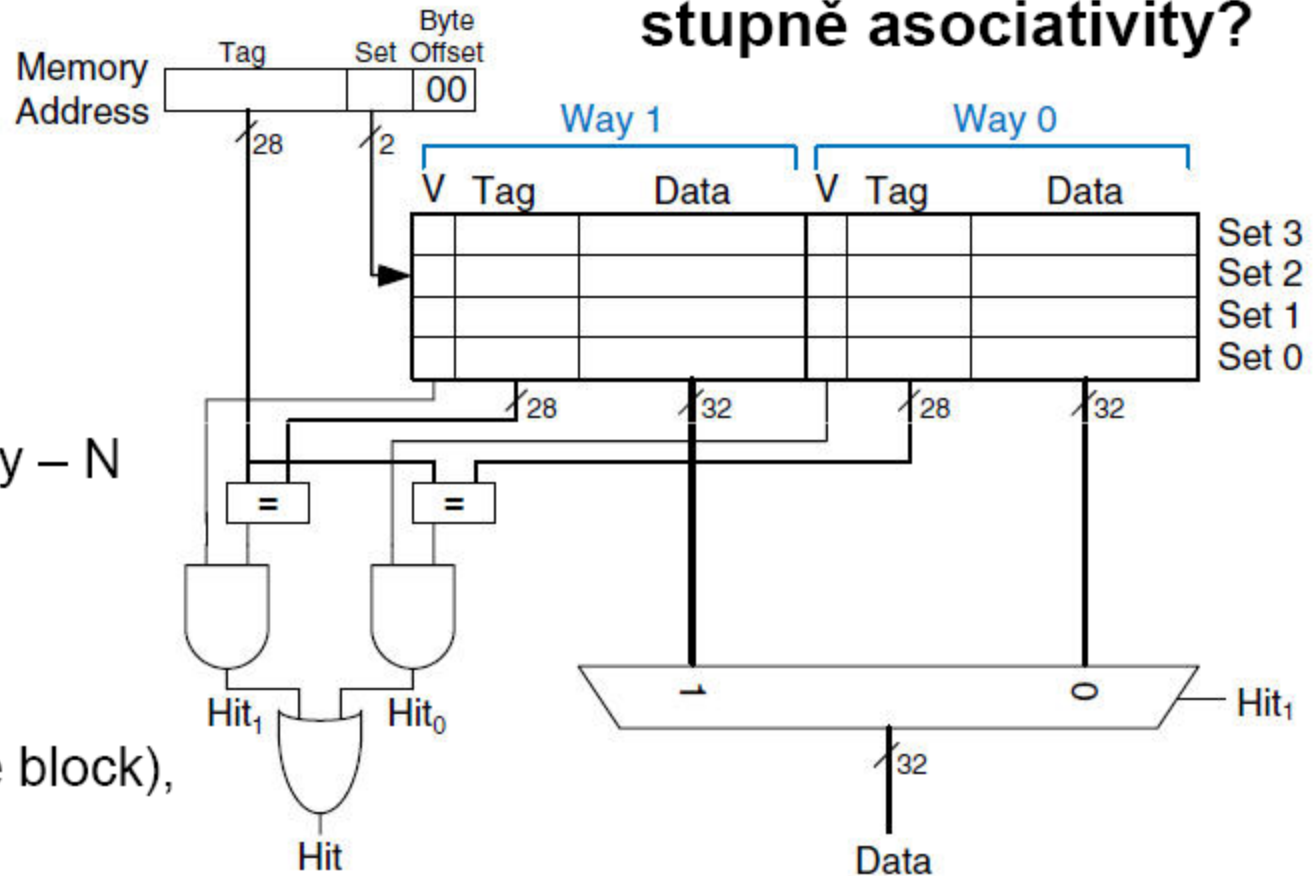 stupně asociativity?
Byte
Tag Set Offset
Memory
Address
00
28
2
Way 1 Way 0
V Tag Data V Tag Data
Set 3
Set 2
Set 1
Set 0
28 32 28 32
y – N
= =
1 0
Hit₁ Hit₀ Hit₁
block),
32
Hit Data